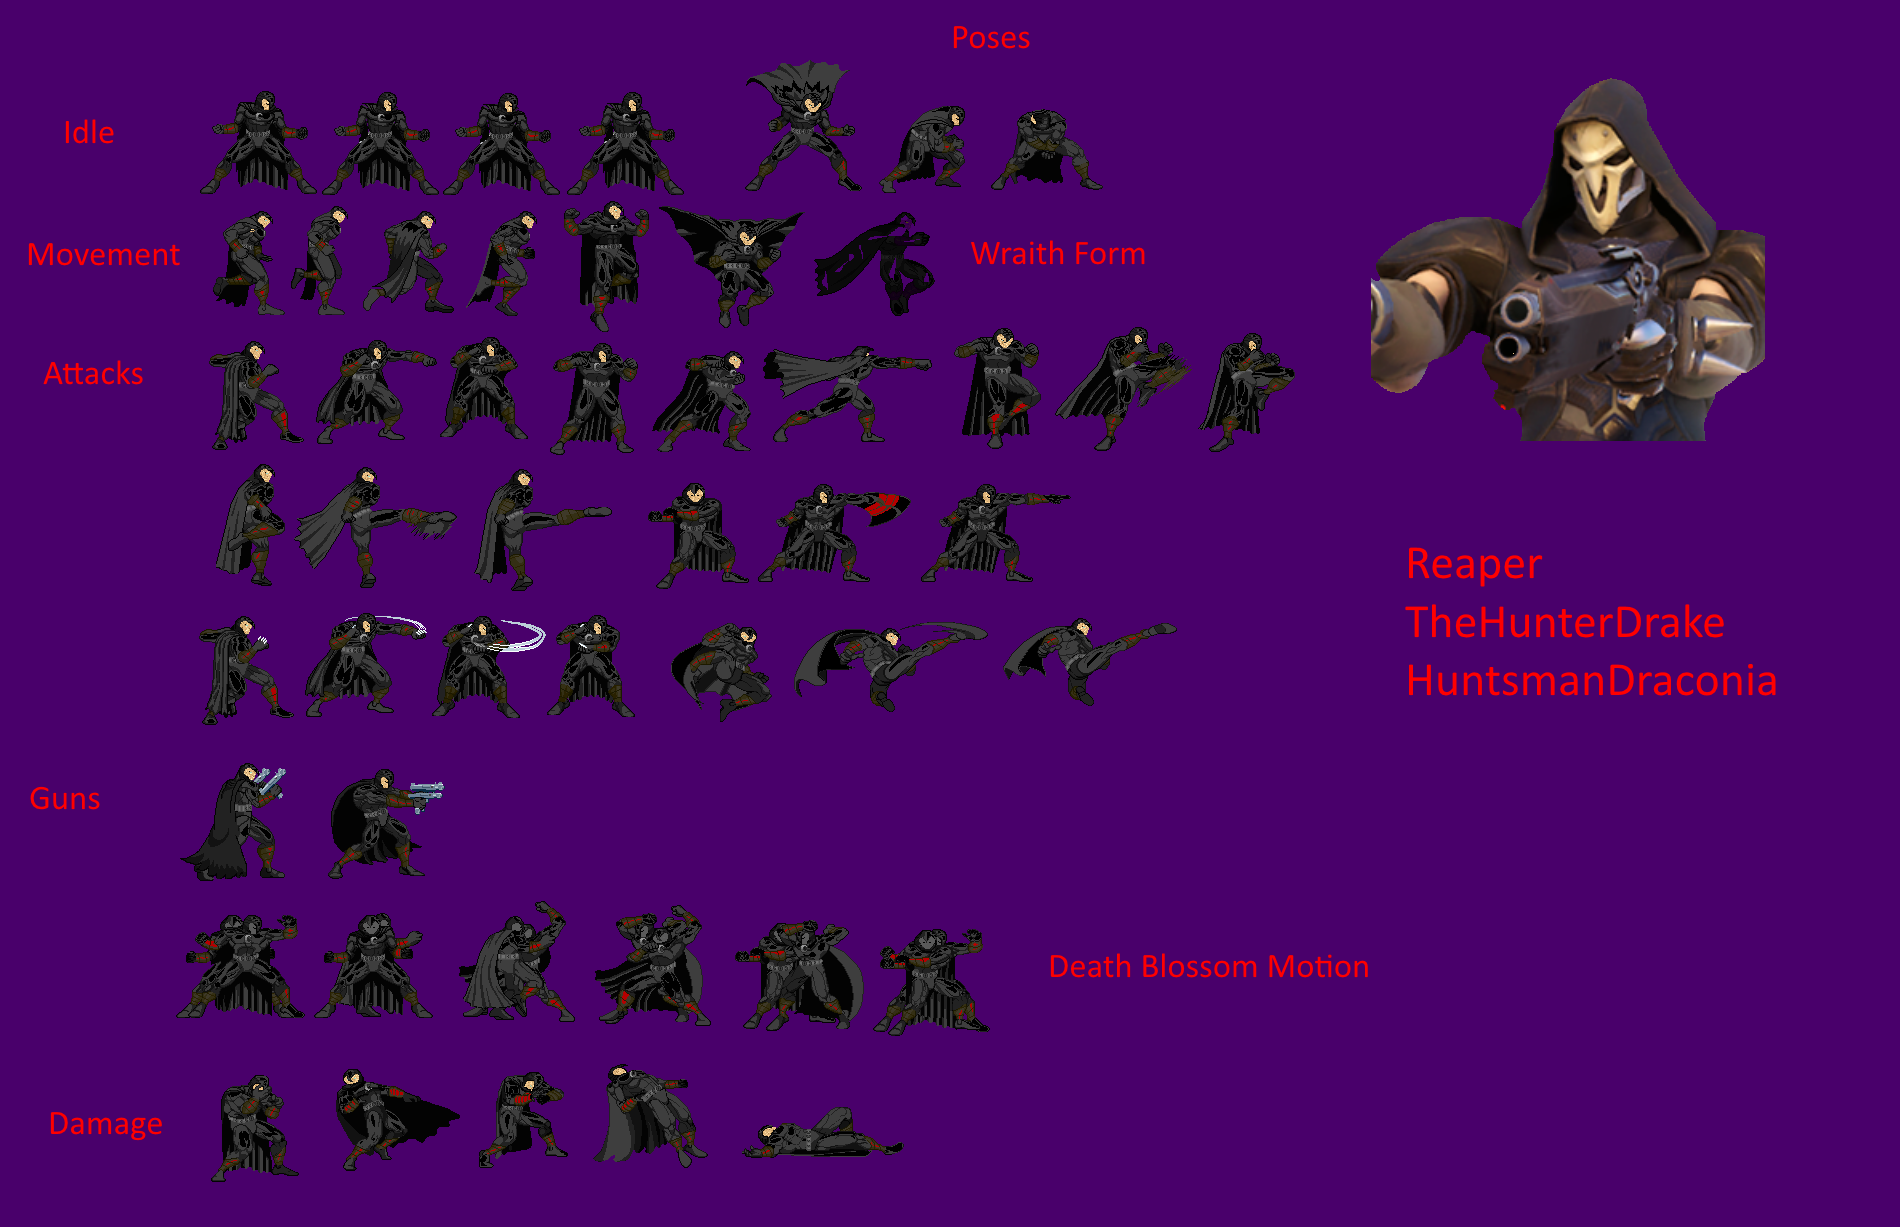 Poses
Idle
Movement
Wraith Form
Attacks
Reaper
TheHunterDrake
HuntsmanDraconia
Guns
Death Blossom Motion
Damage